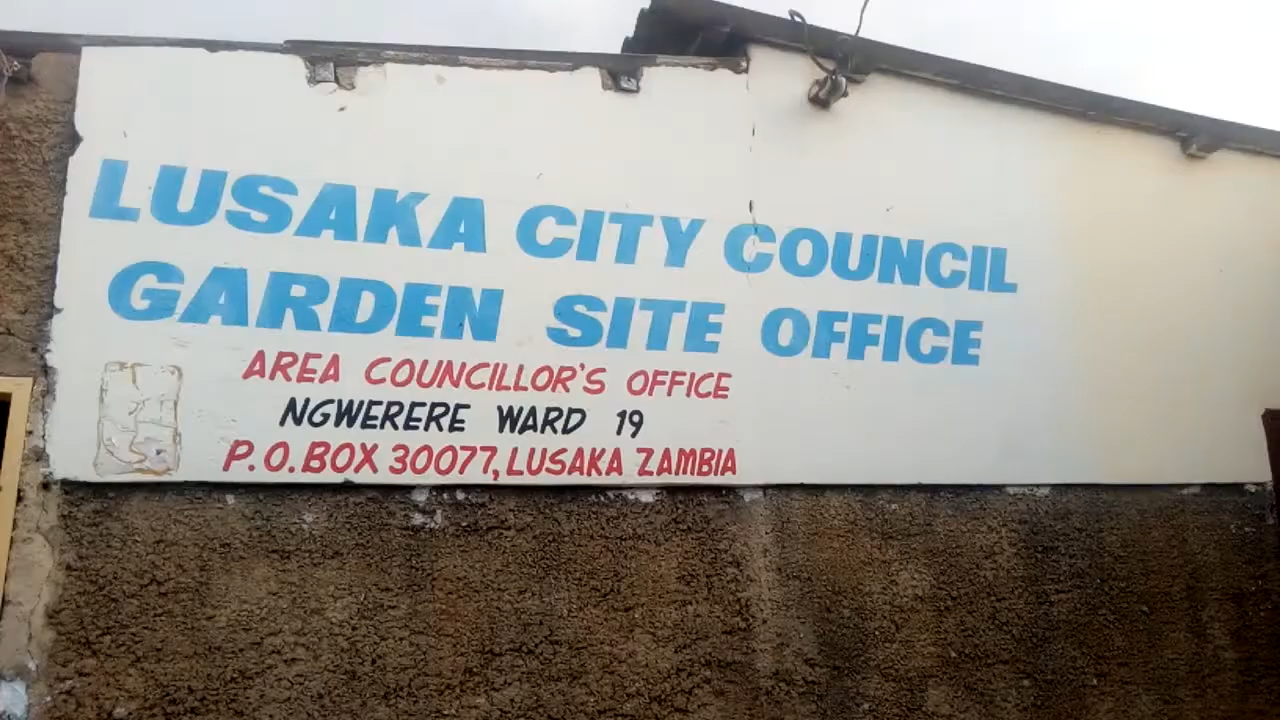 LUSAKA CITY COUNCIL
GARDEN SITE OFFICE
AREA COUNCILLOR'S OFFICE
NGWERERE WARD 19
P.O.BOX 30077, LUSAKA ZAMBIA